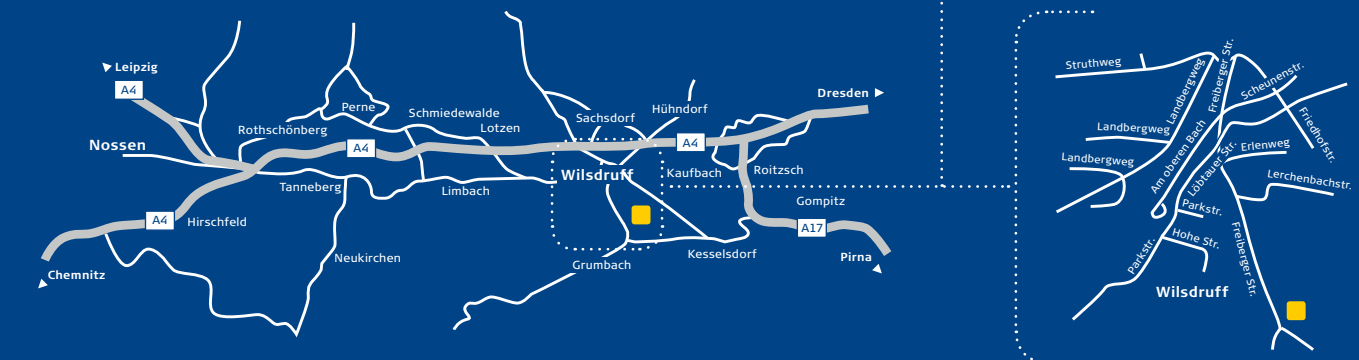 Leipzig
A4
Nossen
Rothschönberg
Perne
Schmiedewalde
Lotzen
A4
Tanneberg
Limbach
A4
Hirschfeld
Neukirchen
Chemnitz
Sachsdorf
Hühndorf
Dresden
A4
Wilsdruff
Kaufbach
Roitzsch
Gompitz
A17
Kesselsdorf
Grumbach
Pirna
Struthweg
Landbergweg
Freiberger Str.
Scheunenstr.
Friedhofstr.
Landbergweg
Landbergweg
Am oberen Bach
Löbtauer Str.
Erlenweg
Lerchenbachstr.
Parkstr.
Hohe Str.
Parkstr.
Freiberger Str.
Wilsdruff